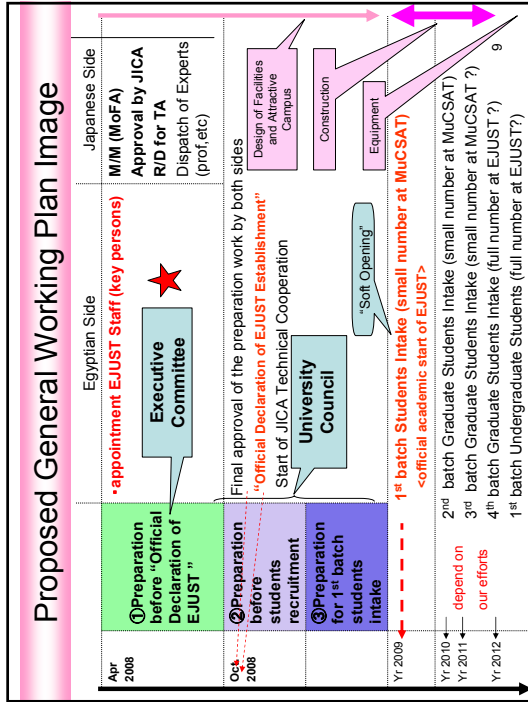 Proposed General Working Plan Image
Egyptian Side
Japanese Side
Apr
2008
①Preparation
before “Official
Declaration of
EJUST ”
•appointment EJUST Staff (key persons)
Executive
Committee
M/M (MoFA)
Approval by JICA
R/D for TA
Dispatch of Experts
(prof,etc)
Oct
2008
②Preparation
before
students
recruitment
Final approval of the preparation work by both sides
“Official Declaration of EJUST Establishment”
Start of JICA Technical Cooperation
University
Council
Design of Facilities
and Attractive
Campus
③Preparation
for 1st batch
students
intake
Construction
“Soft Opening”
Equipment
Yr 2009
1st batch Students Intake (small number at MuCSAT)
<official academic start of EJUST>
Yr 2010
2nd batch Graduate Students Intake (small number at MuCSAT)
Yr 2011
depend on
3rd batch Graduate Students Intake (small number at MuCSAT ?)
our efforts
4th batch Graduate Students Intake (full number at EJUST ?)
Yr 2012
1st batch Undergraduate Students (full number at EJUST?)
9